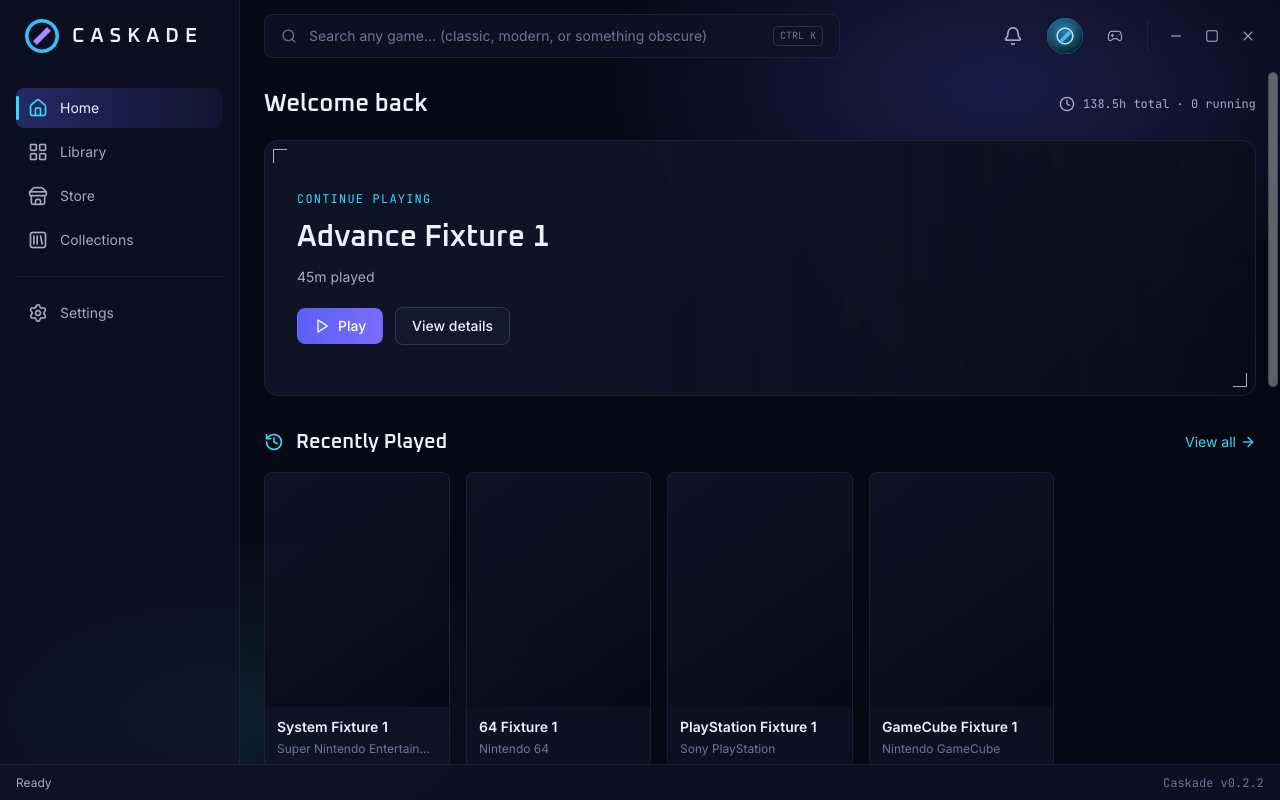 CASKADE
Search any game... (classic, modern, or something obscure)
CTRL K
Home
Library
Store
Collections
Settings
Welcome back
138.5h total · 0 running
CONTINUE PLAYING
Advance Fixture 1
45m played
Play
View details
Recently Played
View all
System Fixture 1
Super Nintendo Entertain...
64 Fixture 1
Nintendo 64
PlayStation Fixture 1
Sony PlayStation
GameCube Fixture 1
Nintendo GameCube
Ready
Caskade v0.2.2